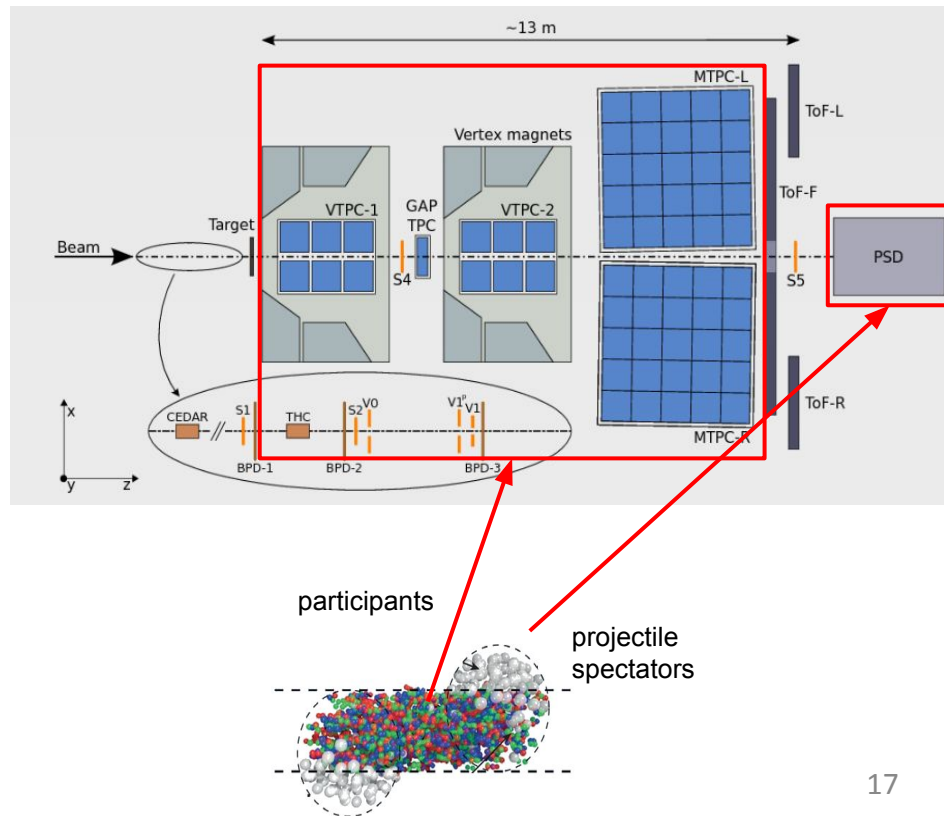 ~13 m
MTPC-L
ToF-L
Vertex magnets
ToF-F
Target
VTPC-1
GAP
TPC
VTPC-2
Beam
S4
S5
PSD
x
y
z
CEDAR
S1
THC
S2
V0
V1ᵖ
V1
BPD-1
BPD-2
BPD-3
MTPC-R
ToF-R
participants
projectile
spectators
17